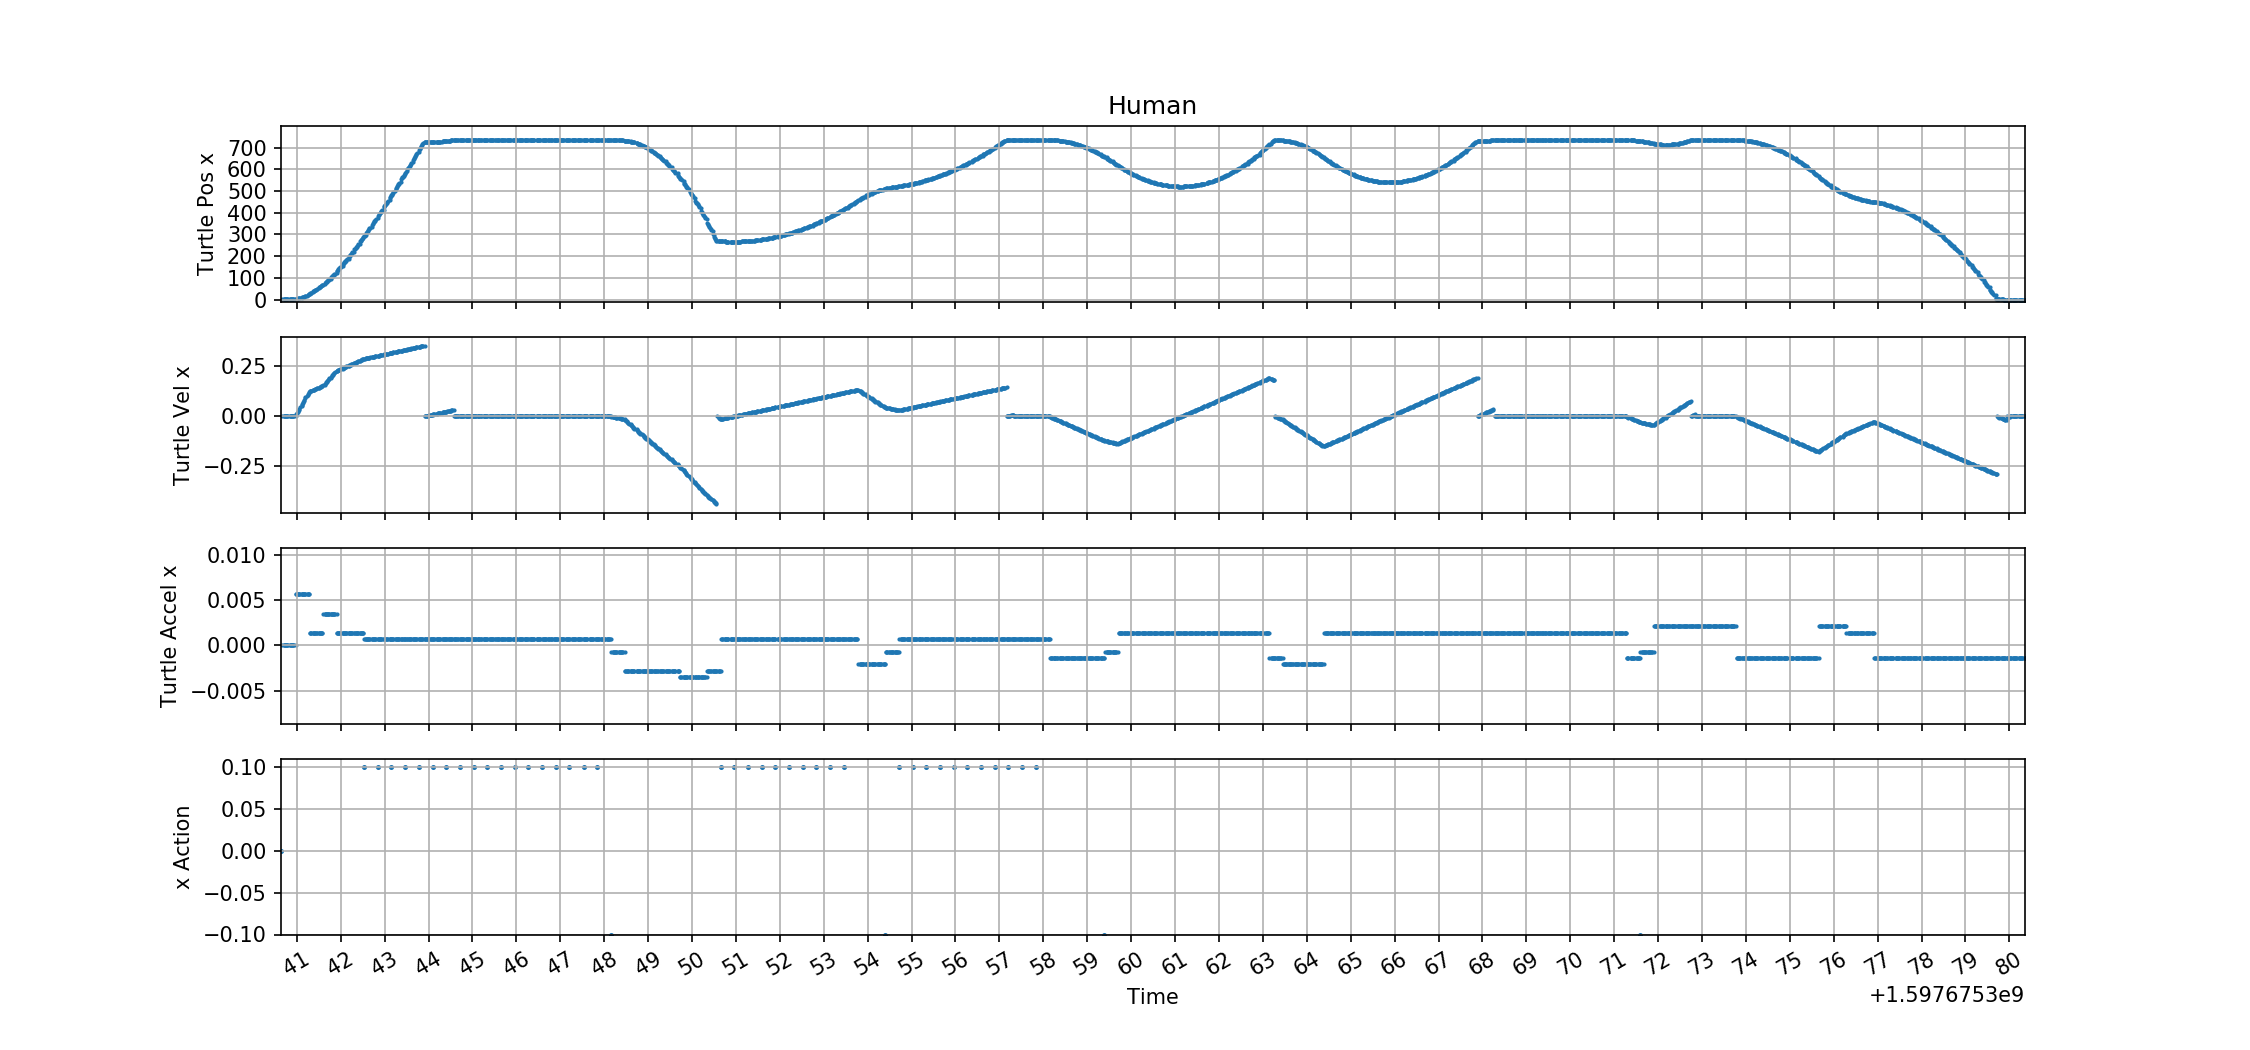 Human
Turtle Pos x
700
600
500
400
300
200
100
0
Turtle Vel x
0.25
0.00
−0.25
Turtle Accel x
0.010
0.005
0.000
−0.005
x Action
0.10
0.05
0.00
−0.05
−0.10
41 42 43 44 45 46 47 48 49 50 51 52 53 54 55 56 57 58 59 60 61 62 63 64 65 66 67 68 69 70 71 72 73 74 75 76 77 78 79 80
Time
+1.5976753e9